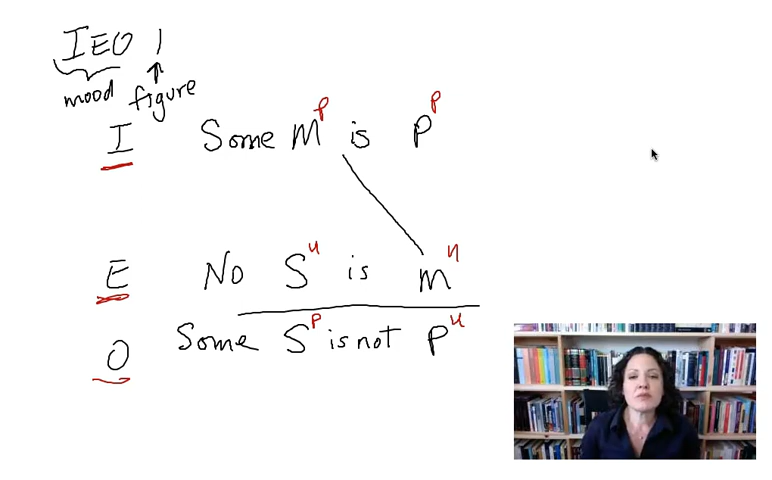 IEO 1
mood figure
I Some M^p is P^p
E No S^u is M^u
O Some S^p is not P^u